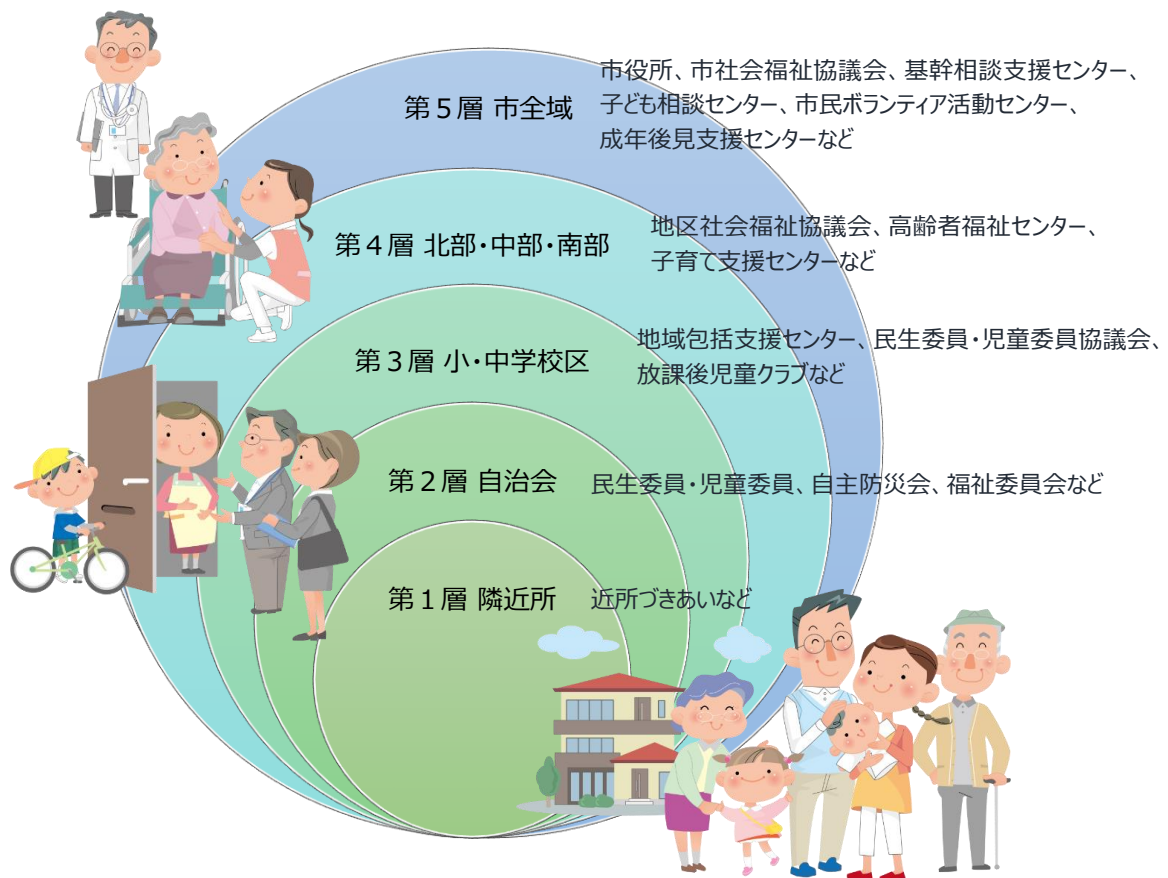 第５層 市全域
市役所、市社会福祉協議会、基幹相談支援センター、
子ども相談センター、市民ボランティア活動センター、
成年後見支援センターなど
第４層 北部・中部・南部
地区社会福祉協議会、高齢者福祉センター、
子育て支援センターなど
第３層 小・中学校区
地域包括支援センター、民生委員・児童委員協議会、
放課後児童クラブなど
第２層 自治会
民生委員・児童委員、自主防災会、福祉委員会など
第１層 隣近所
近所づきあいなど